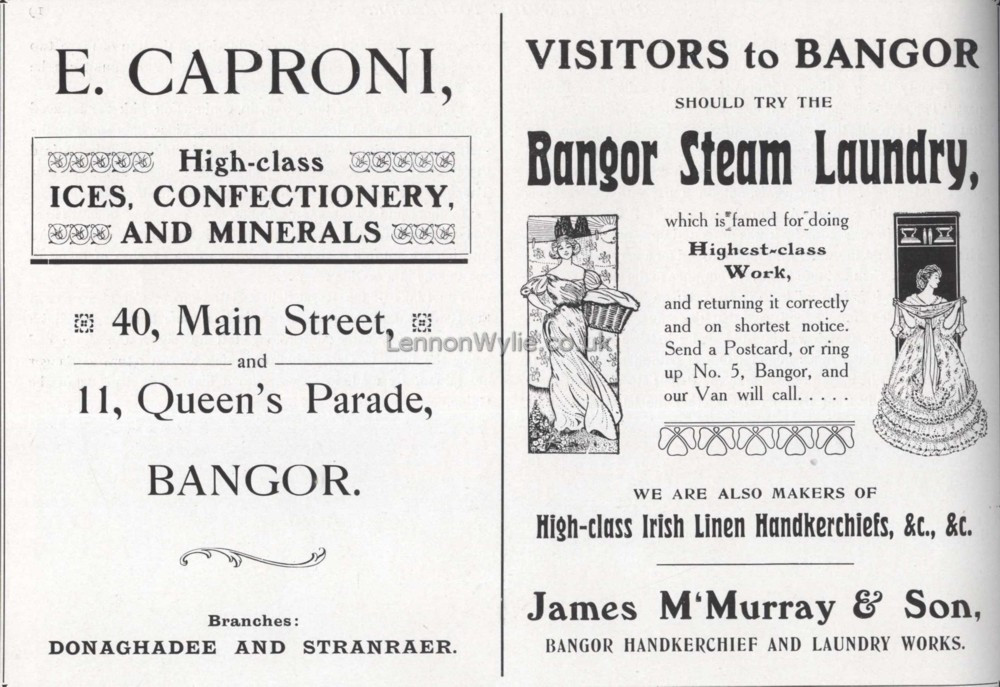 E. CAPRONI,
High-class
ICES, CONFECTIONERY,
AND MINERALS
40, Main Street,
and
11, Queen's Parade,
BANGOR.
Branches:
DONAGHADEE AND STRANRAER.
VISITORS to BANGOR
SHOULD TRY THE
Bangor Steam Laundry,
which is famed for doing
Highest-class
Work,
and returning it correctly
and on shortest notice.
Send a Postcard, or ring
up No. 5, Bangor, and
our Van will call. . . . .
WE ARE ALSO MAKERS OF
High-class Irish Linen Handkerchiefs, &c., &c.
James M'Murray & Son,
BANGOR HANDKERCHIEF AND LAUNDRY WORKS.
LennonWylie.co.uk